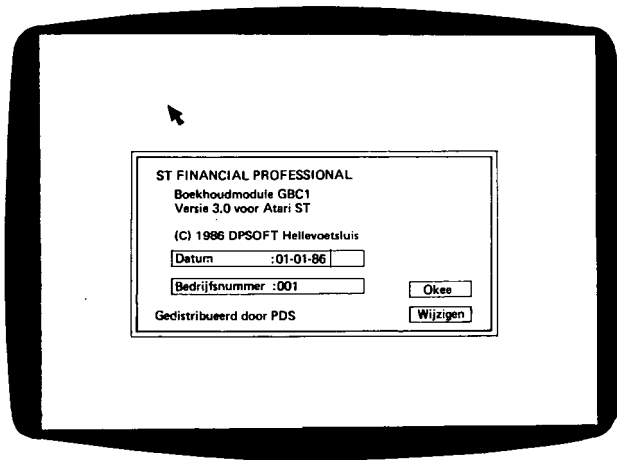 ST FINANCIAL PROFESSIONAL
Boekhoudmodule GBC1
Versie 3.0 voor Atari ST
(C) 1986 DPSOFT Hellevoetsluis
Datum :01-01-86
Bedrijfsnummer :001
Okee
Gedistribueerd door PDS
Wijzigen